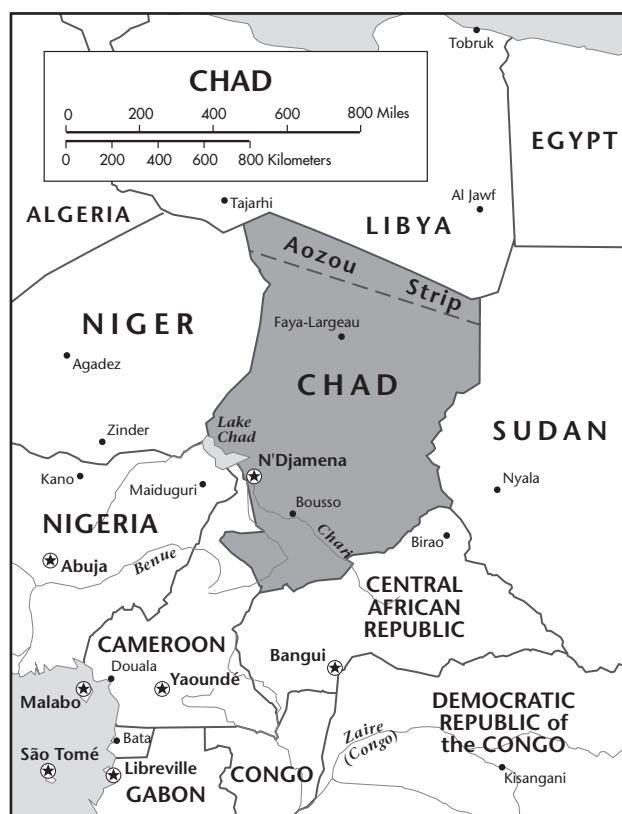 Tobruk
CHAD
0 200 400 600 800 Miles
0 200 400 600 800 Kilometers
EGYPT
Tajarhi
Al Jawf
ALGERIA
LIBYA
Aozou Strip
NIGER
Faya-Largeau
Agadez
CHAD
Lake
Chad
Zinder
SUDAN
N'Djamena
Kano
Maiduguri
Nyala
Bousso
NIGERIA
Chari
Birao
Abuja
Benue
CENTRAL
AFRICAN
REPUBLIC
CAMEROON
Bangui
Douala
Yaoundé
Malabo
DEMOCRATIC
REPUBLIC of
the CONGO
Zaire
(Congo)
Bata
São Tomé
Libreville
CONGO
Kisangani
GABON